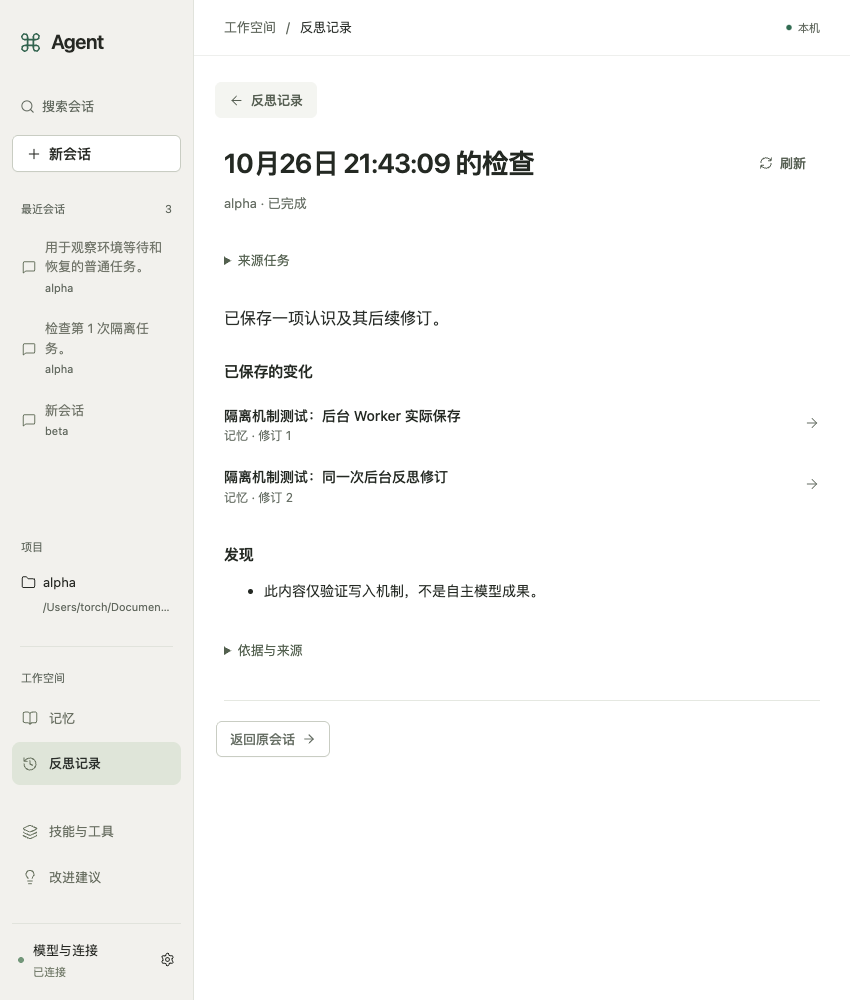 Agent
搜索会话
新会话
最近会话 3
用于观察环境等待和
恢复的普通任务。
alpha
检查第 1 次隔离任
务。
alpha
新会话
beta
项目
alpha
/Users/torch/Documen...
工作空间
记忆
反思记录
技能与工具
改进建议
模型与连接
已连接
工作空间 / 反思记录
本机
← 反思记录
10月26日 21:43:09 的检查
刷新
alpha · 已完成
来源任务
已保存一项认识及其后续修订。
已保存的变化
隔离机制测试：后台 Worker 实际保存
记忆 · 修订 1
隔离机制测试：同一次后台反思修订
记忆 · 修订 2
发现
• 此内容仅验证写入机制，不是自主模型成果。
依据与来源
返回原会话 →